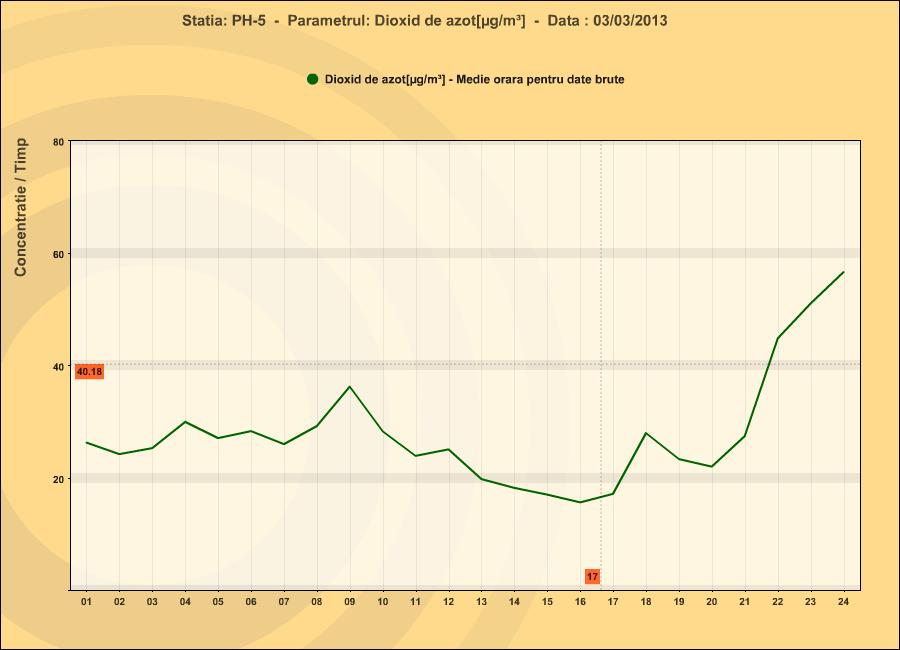 Statia: PH-5 - Parametrul: Dioxid de azot[µg/m³] - Data : 03/03/2013
Dioxid de azot[µg/m³] - Medie orara pentru date brute
Concentratie / Timp
80
60
40
40.18
20
17
01 02 03 04 05 06 07 08 09 10 11 12 13 14 15 16 17 18 19 20 21 22 23 24